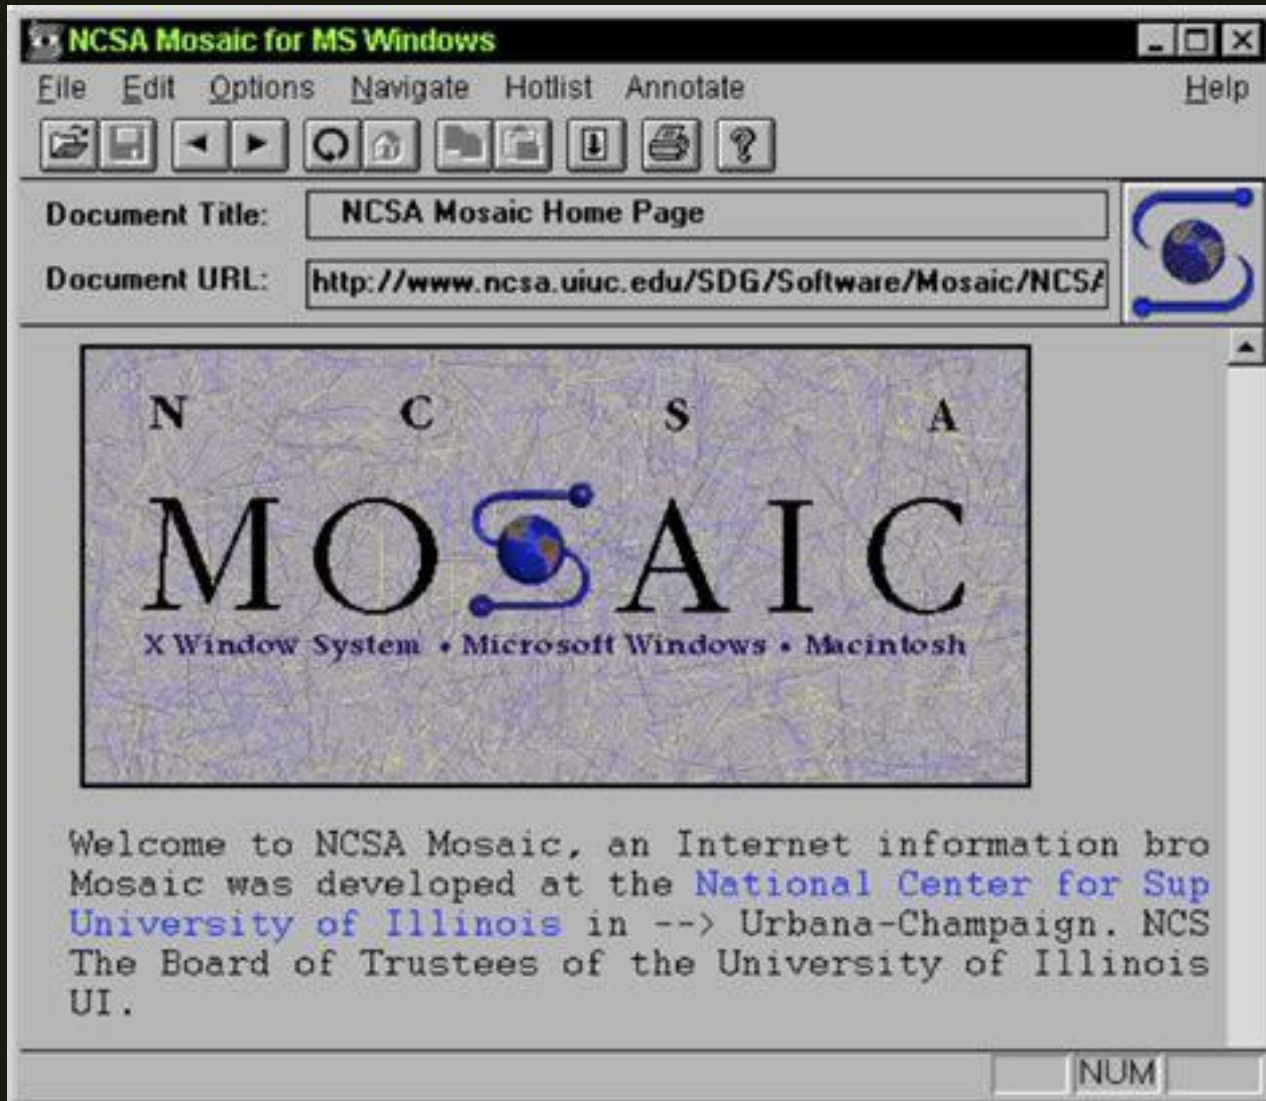 NCSA Mosaic for MS Windows
File Edit Options Navigate Hotlist Annotate Help
Document Title: NCSA Mosaic Home Page
Document URL: http://www.ncsa.uiuc.edu/SDG/Software/Mosaic/NCSA
N C S A
MOSAIC
X Window System • Microsoft Windows • Macintosh
Welcome to NCSA Mosaic, an Internet information bro
Mosaic was developed at the National Center for Sup
University of Illinois in --> Urbana-Champaign. NCS
The Board of Trustees of the University of Illinois
UI.
NUM